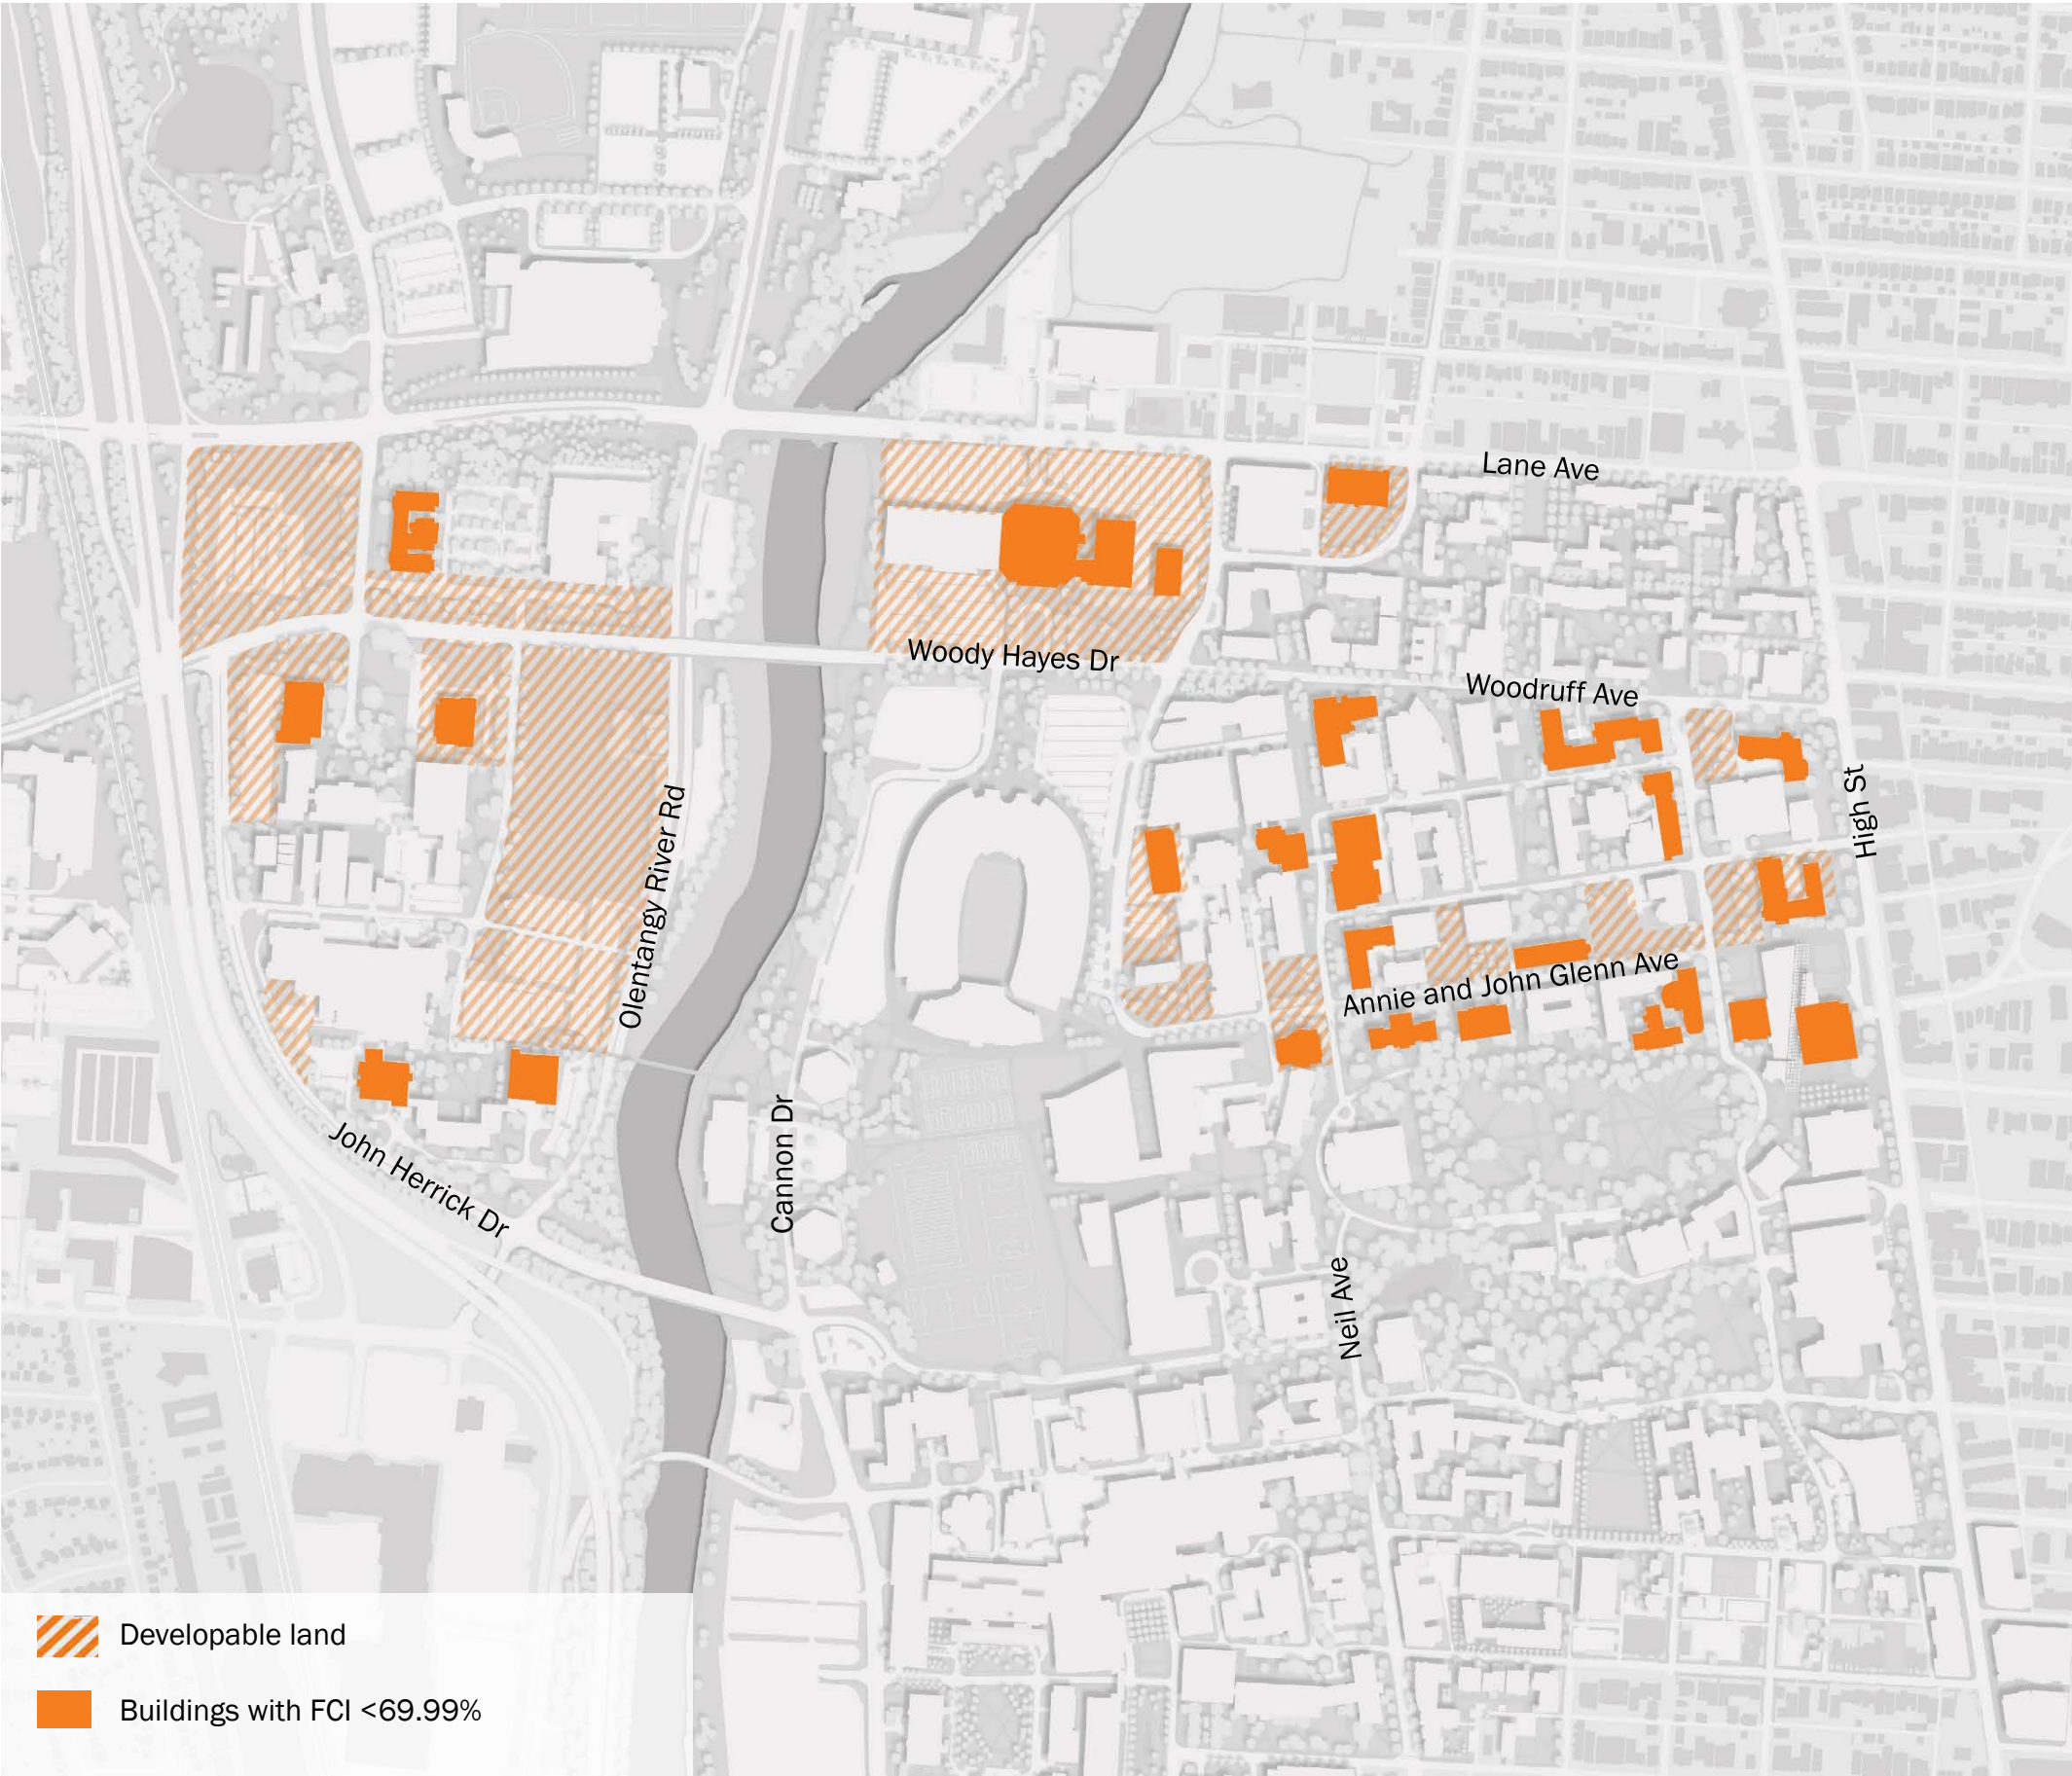 Lane Ave
Woody Hayes Dr
Woodruff Ave
High St
Olentangy River Rd
Annie and John Glenn Ave
John Herrick Dr
Cannon Dr
Neil Ave
Developable land
Buildings with FCI <69.99%